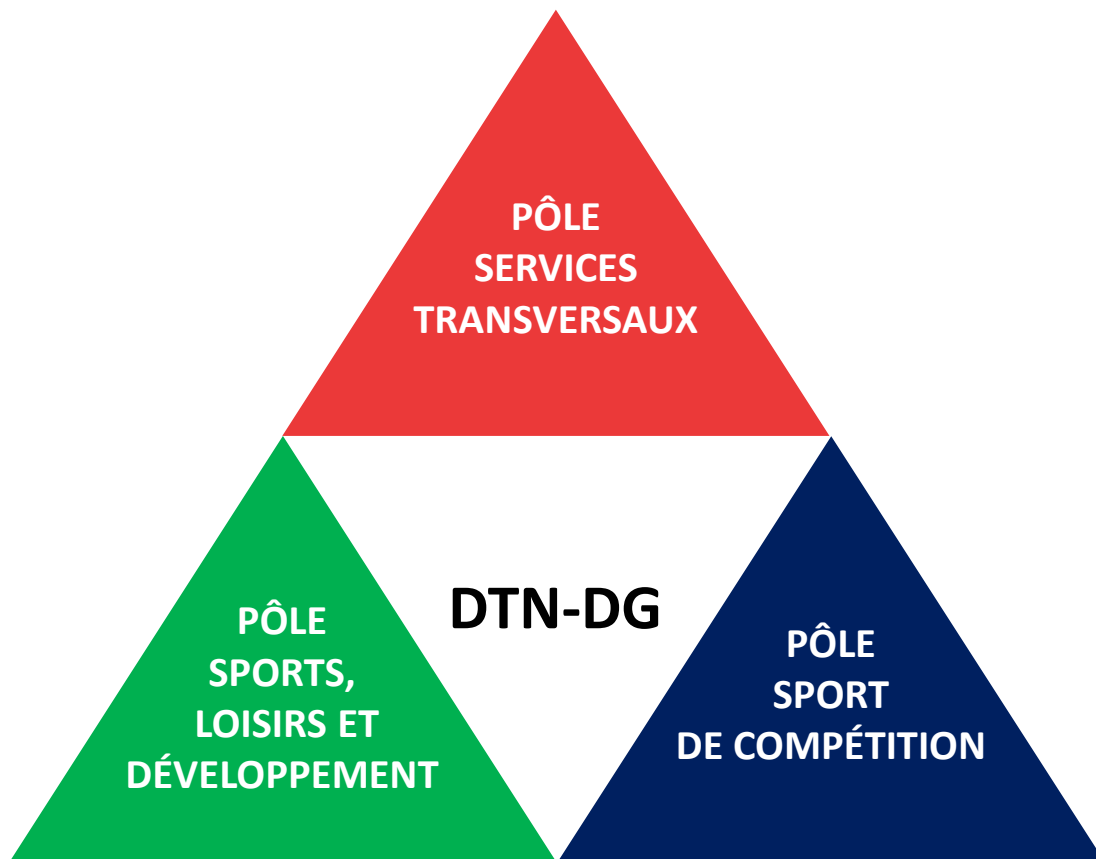 PÔLE
SERVICES
TRANSVERSAUX
DTN-DG
PÔLE
SPORTS,
LOISIRS ET
DÉVELOPPEMENT
PÔLE
SPORT
DE COMPÉTITION